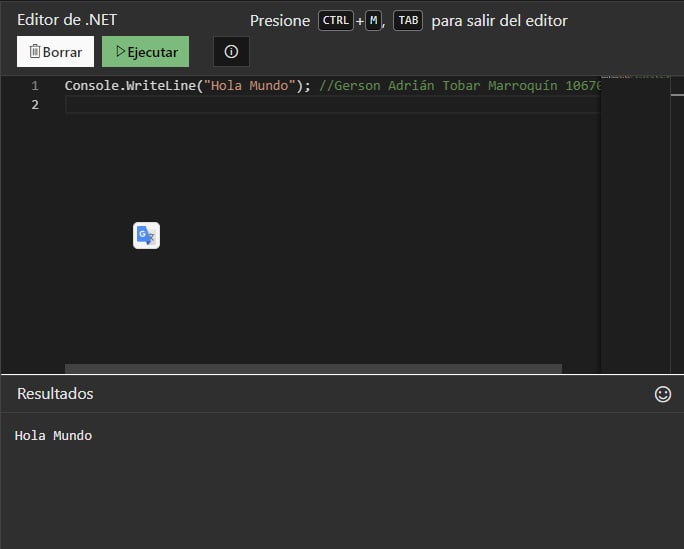 Editor de .NET
Presione CTRL + M, TAB para salir del editor
Borrar
Ejecutar
1 Console.WriteLine("Hola Mundo"); //Gerson Adrián Tobar Marroquín 10670
2
Resultados
Hola Mundo